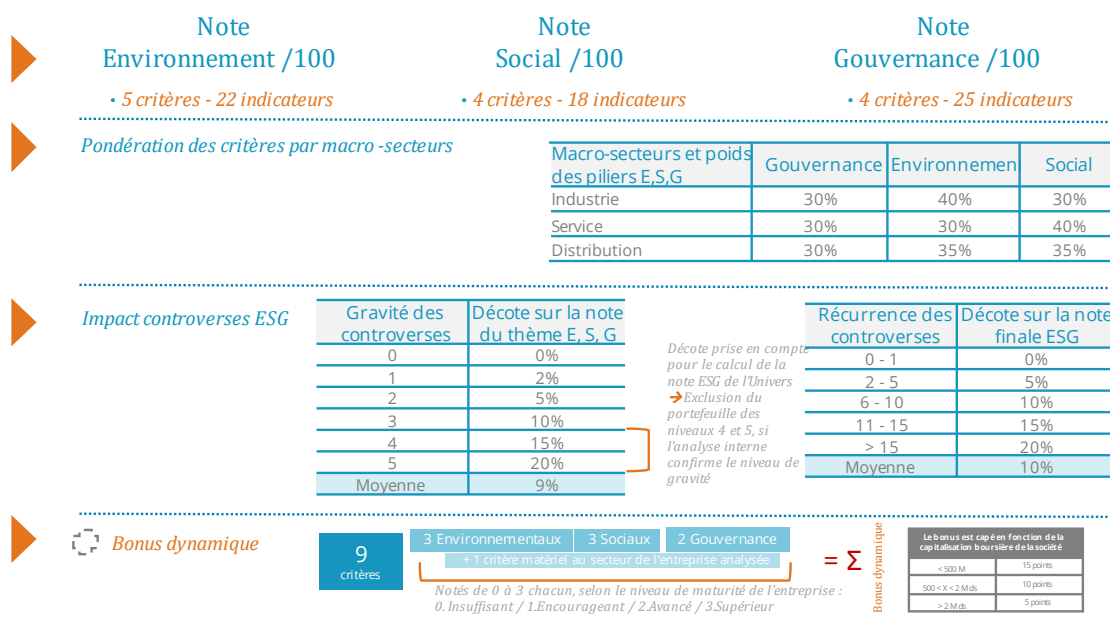 Note
Environnement /100
• 5 critères - 22 indicateurs
Note
Social /100
• 4 critères - 18 indicateurs
Note
Gouvernance /100
• 4 critères - 25 indicateurs
Pondération des critères par macro -secteurs
Macro-secteurs et poids des piliers E,S,G Gouvernance Environnemen Social
Industrie 30% 40% 30%
Service 30% 30% 40%
Distribution 30% 35% 35%
Impact controverses ESG
Gravité des controverses Décote sur la note du thème E, S, G
0 0%
1 2%
2 5%
3 10%
4 15%
5 20%
Moyenne 9%
Décote prise en compte
pour le calcul de la
note ESG de l'Univers
➔Exclusion du
portefeuille des
niveaux 4 et 5, si
l'analyse interne
confirme le niveau de
gravité
Récurrence des controverses Décote sur la note finale ESG
0 - 1 0%
2 - 5 5%
6 - 10 10%
11 - 15 15%
> 15 20%
Moyenne 10%
Bonus dynamique
9
critères
3 Environnementaux 3 Sociaux 2 Gouvernance
+ 1 critère matériel au secteur de l'entreprise analysée
Notés de 0 à 3 chacun, selon le niveau de maturité de l'entreprise :
0. Insuffisant / 1.Encourageant / 2.Avancé / 3.Supérieur
= Σ
Bonus dynamique
Le bonus est capé en fonction de la
capitalisation boursière de la société
< 500 M 15 points
500 < X < 2 Mds 10 points
> 2 Mds 5 points